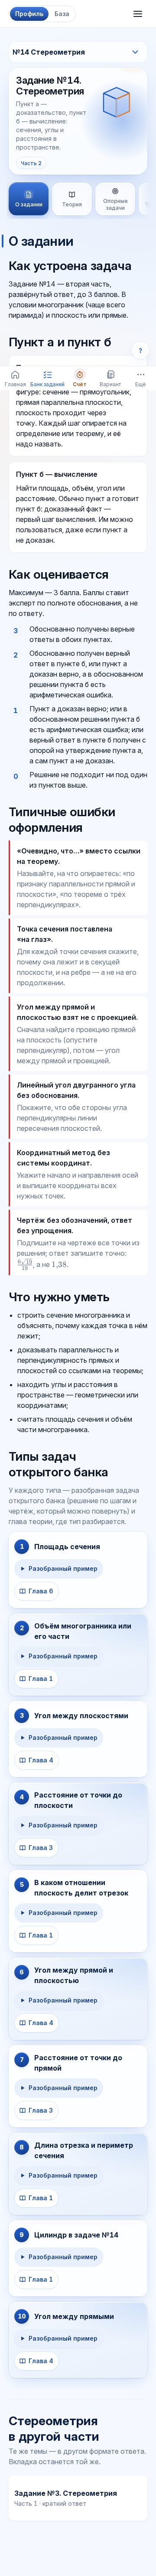 Профиль База
№14 Стереометрия
Задание №14.
Стереометрия
Пункт а —
доказательство, пункт
б — вычисление:
сечения, углы и
расстояния в
пространстве.
Часть 2
О задании
Теория
Опорные
задачи
О задании
Как устроена задача
Задание №14 — вторая часть,
развёрнутый ответ, до 3 баллов. В
условии многогранник (чаще всего
пирамида) и плоскость или прямые.
Пункт а и пункт б
?
Главная Банк заданий Счёт Вариант Ещё
фигуре: сечение — прямоугольник,
прямая параллельна плоскости,
плоскость проходит через
точку. Каждый шаг опирается
на определение или теорему, и её
надо назвать.
Пункт б — вычисление
Найти площадь, объём, угол или
расстояние. Обычно пункт а готовит
пункт б: доказанный факт —
первый шаг вычисления. Им можно
пользоваться, даже если пункт а
не доказан.
Как оценивается
Максимум — 3 балла. Баллы ставит
эксперт по полноте обоснования, а не
по ответу.
3 Обоснованно получены верные
ответы в обоих пунктах.
2 Обоснованно получен верный
ответ в пункте б, или пункт а
доказан верно, а в обоснованном
решении пункта б есть
арифметическая ошибка.
1 Пункт а доказан верно; или в
обоснованном решении пункта б
есть арифметическая ошибка; или
верный ответ в пункте б получен с
опорой на утверждение пункта а,
а сам пункт а не доказан.
0 Решение не подходит ни под один
из пунктов выше.
Типичные ошибки
оформления
«Очевидно, что…» вместо ссылки
на теорему.
Называйте, на что опираетесь: «по
признаку параллельности прямой и
плоскости», «по теореме о трёх
перпендикулярах».
Точка сечения поставлена
«на глаз».
Для каждой точки сечения скажите,
почему она лежит и в секущей
плоскости, и на ребре — а не на его
продолжении.
Угол между прямой и
плоскостью взят не с проекцией.
Сначала найдите проекцию прямой
на плоскость (опустите
перпендикуляр), потом — угол
между прямой и проекцией.
Линейный угол двугранного угла
без обоснования.
Покажите, что обе стороны угла
перпендикулярны линии
пересечения плоскостей.
Координатный метод без
системы координат.
Укажите начало и направления осей
и выпишите координаты всех
нужных точек.
Чертёж без обозначений, ответ
без упрощения.
Подпишите на чертеже все точки из
решения; ответ запишите точно:
, а не 1,38.
Что нужно уметь
• строить сечение многогранника и
объяснять, почему каждая точка в нём
лежит;
• доказывать параллельность и
перпендикулярность прямых и
плоскостей со ссылками на теоремы;
• находить углы и расстояния в
пространстве — геометрически или
координатами;
• считать площадь сечения и объём
части многогранника.
Типы задач
открытого банка
У каждого типа — разобранная задача
открытого банка (решение по шагам и
чертёж, который можно повернуть) и
глава теории, где тип разбирается.
1 Площадь сечения
Разобранный пример
Глава 6
2 Объём многогранника или
его части
Разобранный пример
Глава 1
3 Угол между плоскостями
Разобранный пример
Глава 4
4 Расстояние от точки до
плоскости
Разобранный пример
Глава 3
5 В каком отношении
плоскость делит отрезок
Разобранный пример
Глава 1
6 Угол между прямой и
плоскостью
Разобранный пример
Глава 4
7 Расстояние от точки до
прямой
Разобранный пример
Глава 3
8 Длина отрезка и периметр
сечения
Разобранный пример
Глава 1
9 Цилиндр в задаче №14
Разобранный пример
Глава 1
10 Угол между прямыми
Разобранный пример
Глава 4
Стереометрия
в другой части
Те же темы — в другом формате ответа.
Вкладка останется той же.
Задание №3. Стереометрия
Часть 1 · краткий ответ